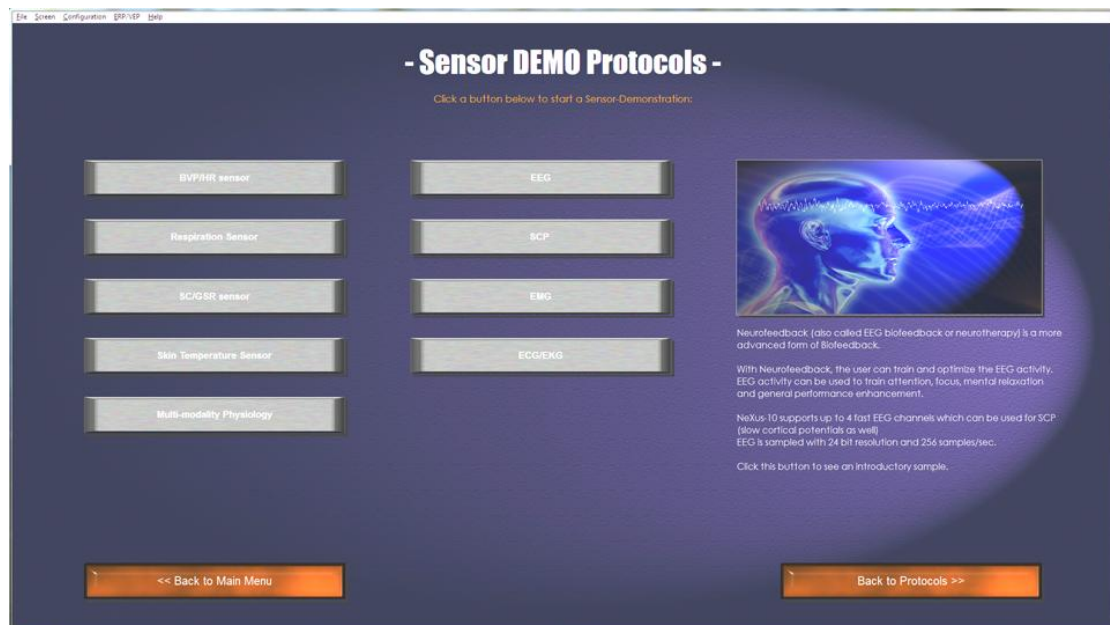 File Screen Configuration ERP/VEP Help
- Sensor DEMO Protocols -
Click a button below to start a Sensor-Demonstration:
BVP/HR sensor
Respiration Sensor
SC/GSR sensor
Skin Temperature Sensor
Multi-modality Physiology
EEG
SCP
EMG
ECG/EKG
Neurofeedback (also called EEG biofeedback or neurotherapy) is a more
advanced form of Biofeedback.
With Neurofeedback, the user can train and optimize the EEG activity.
EEG activity can be used to train attention, focus, mental relaxation
and general performance enhancement.
NeXus-10 supports up to 4 fast EEG channels which can be used for SCP
(slow cortical potentials as well)
EEG is sampled with 24 bit resolution and 256 samples/sec.
Click this button to see an introductory sample.
<< Back to Main Menu
Back to Protocols >>